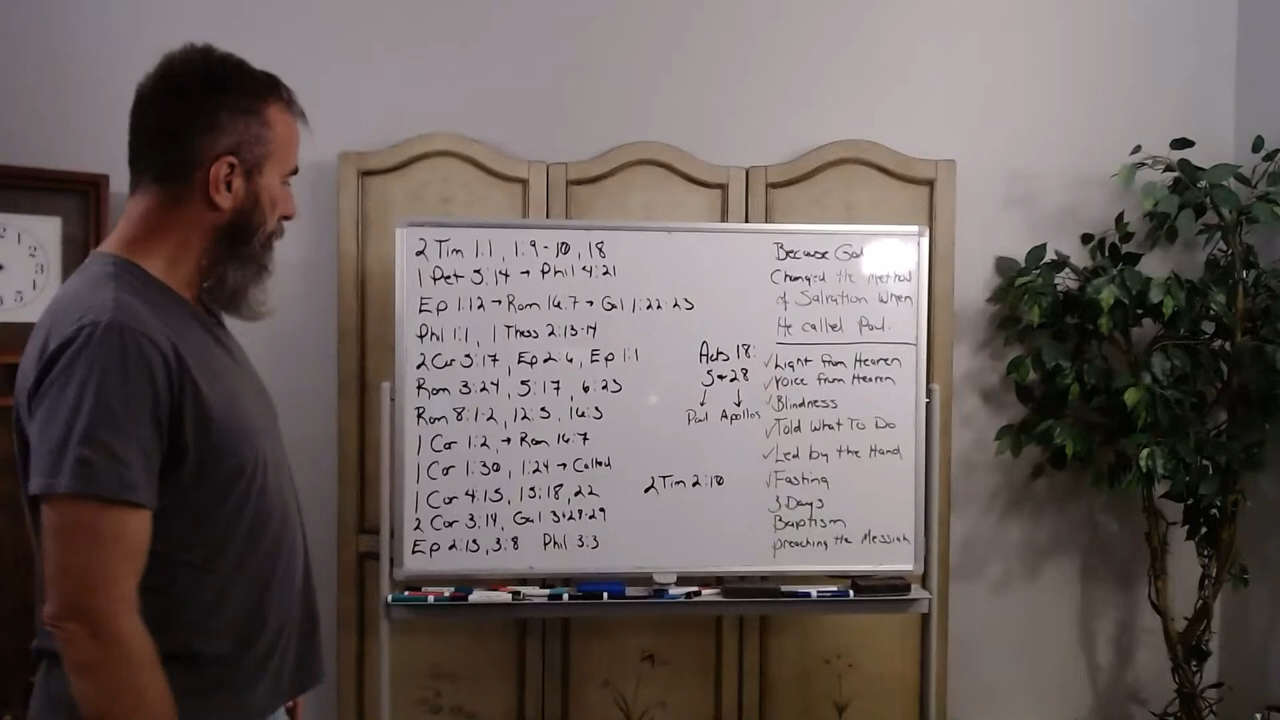 2 Tim 1:1, 1:9-10, 18
1 Pet 5:14 → Phil 4:21
Ep 1:12 → Rom 16:7 → Gal 1:22-23
Phil 1:1, 1 Thess 2:13-14
2 Cor 5:17, Ep 2:6, Ep 1:1
Rom 3:24, 5:17, 6:23
Rom 8:1-2, 12:5, 16:3
1 Cor 1:2, → Rom 16:7
1 Cor 1:30, 1:24 → Called
1 Cor 4:15, 15:18, 22
2 Cor 3:14, Gal 3+28-29
Ep 2:13, 3:8 Phil 3:3
Acts 18:
5+28
↓ ↓
Paul Apollos
2 Tim 2:10
Because God
Changed the method
of Salvation When
He called Paul.
✓Light from Heaven
✓Voice from Heaven
✓Blindness
✓Told What To Do
✓Led by the Hand
✓Fasting
3 Days
Baptism
preaching the Messiah
12
1
2
3
4
5